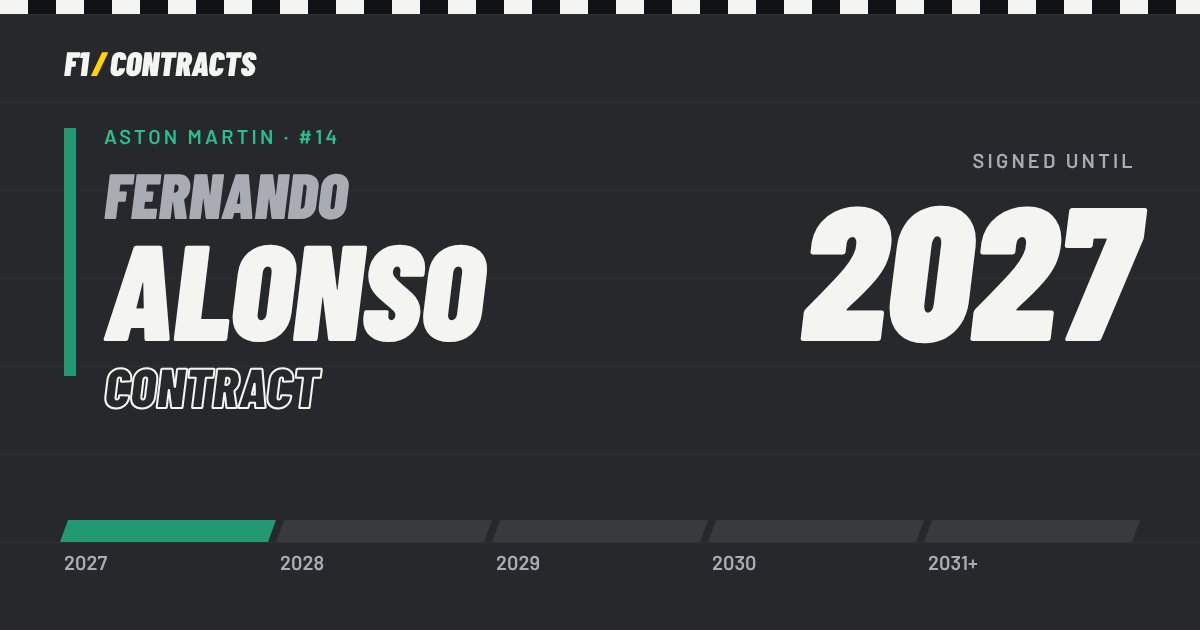 F1/CONTRACTS
ASTON MARTIN · #14
FERNANDO
ALONSO
CONTRACT
SIGNED UNTIL
2027
2027
2028
2029
2030
2031+